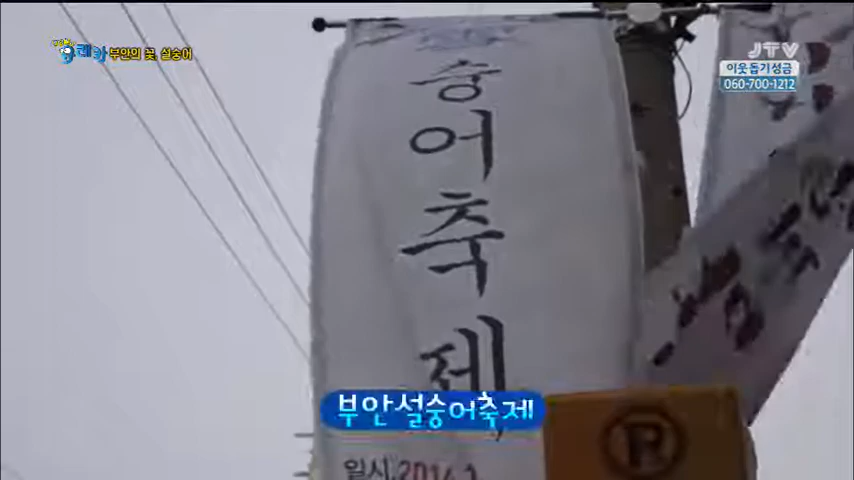 부안의 꽃, 설숭어
JTV
이웃돕기성금
060-700-1212
숭
어
축
제
부안설숭어축제
일시.2014.1
P